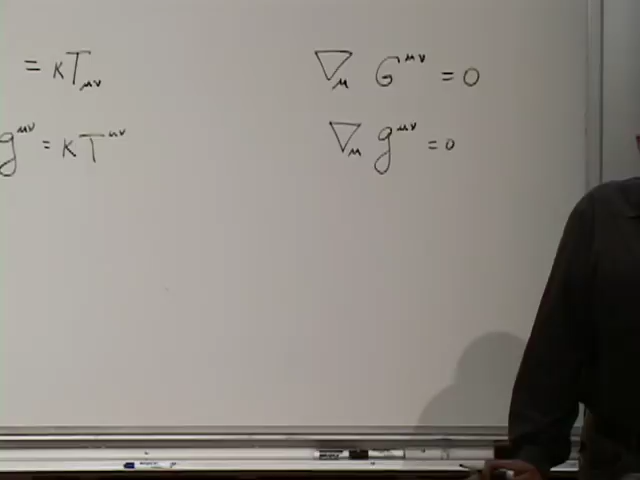 = κT_μν
g^μν = κT^μν
∇_μ G^μν = 0
∇_μ g^μν = 0